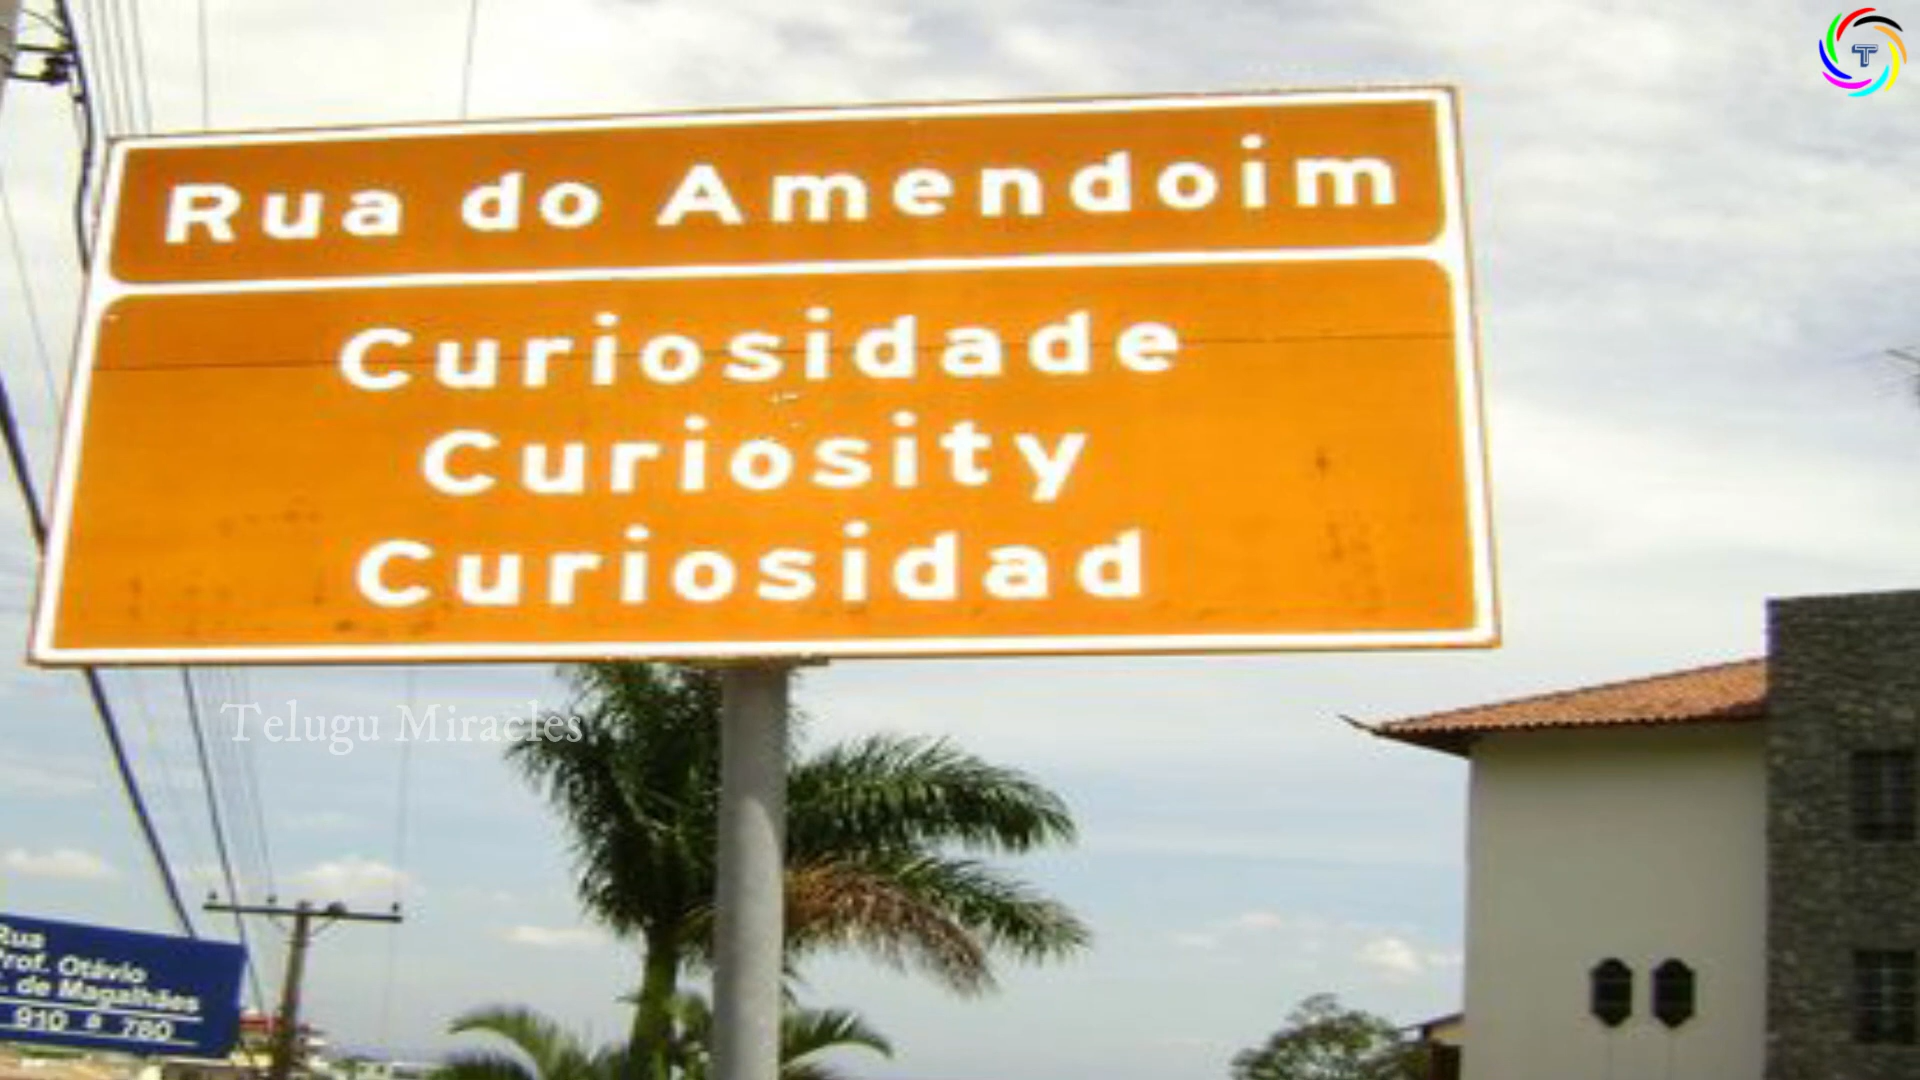 T
Rua do Amendoim
Curiosidade
Curiosity
Curiosidad
Telugu Miracles
Rua
Prof. Otávio
de Magalhães
910 a 780